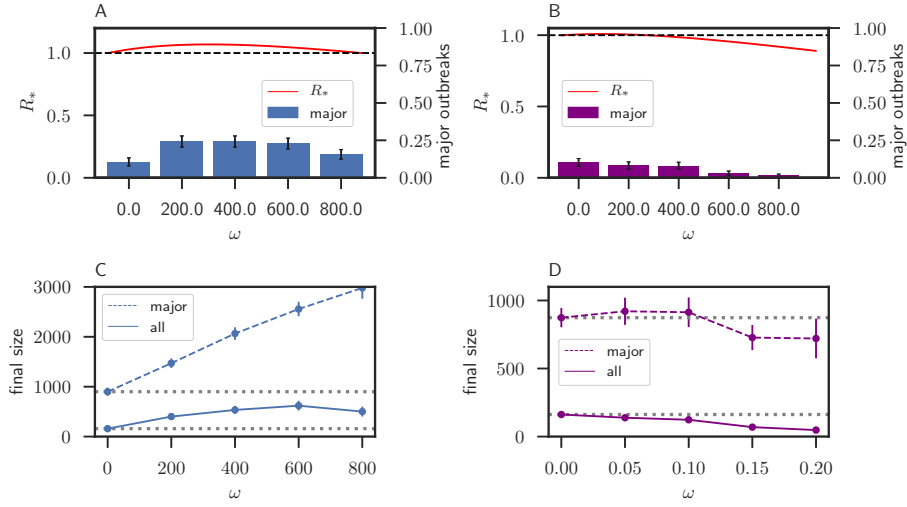 A
1.0
0.0
R*
1.00
0.75
0.50
0.25
0.00
major outbreaks
R*
major
0.0 200.0 400.0 600.0 800.0
ω
B
1.0
0.5
0.0
R*
1.00
0.75
0.50
0.25
0.00
major outbreaks
R*
major
0.0 200.0 400.0 600.0 800.0
ω
C
3000
2000
1000
0
final size
major
all
0 200 400 600 800
ω
D
1000
500
0
final size
major
all
0.00 0.05 0.10 0.15 0.20
ω